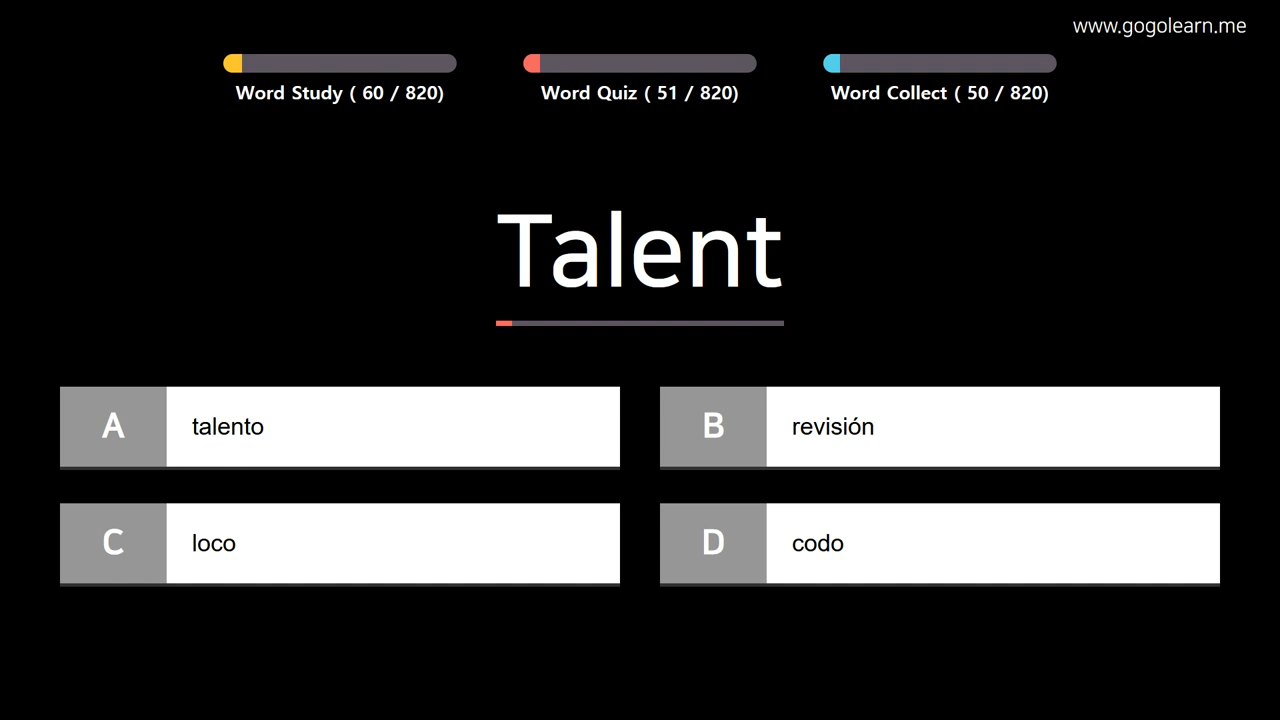 www.gogolearn.me
Word Study ( 60 / 820)
Word Quiz ( 51 / 820)
Word Collect ( 50 / 820)
Talent
A talento
B revisión
C loco
D codo